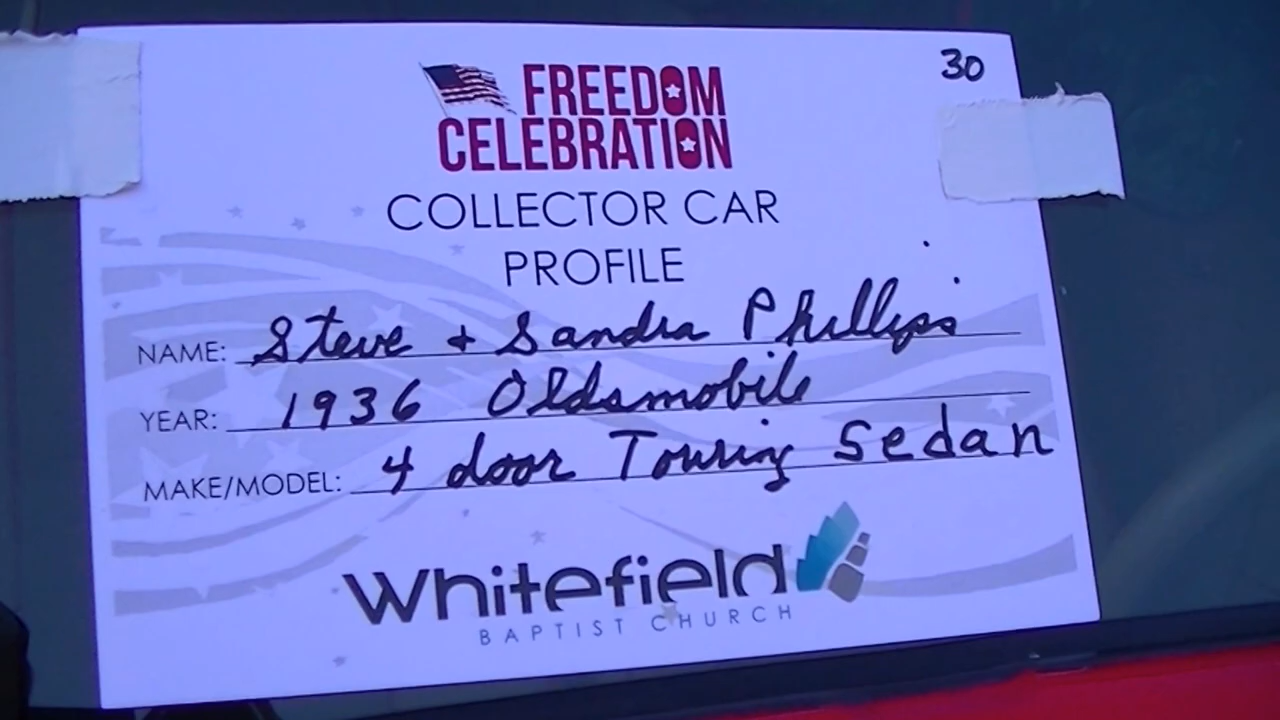 30
FREEDOM
CELEBRATION
COLLECTOR CAR
PROFILE
NAME: Steve + Sandra Phillips
YEAR: 1936 Oldsmobile
MAKE/MODEL: 4 door Touring Sedan
Whitefield
BAPTIST CHURCH